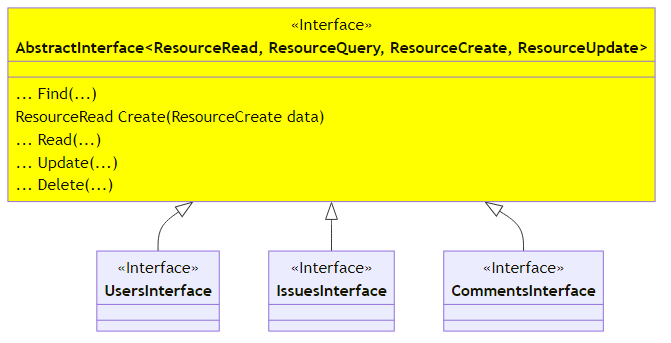 «Interface»
AbstractInterface<ResourceRead, ResourceQuery, ResourceCreate, ResourceUpdate>
... Find(...)
ResourceRead Create(ResourceCreate data)
... Read(...)
... Update(...)
... Delete(...)
«Interface»
UsersInterface
«Interface»
IssuesInterface
«Interface»
CommentsInterface